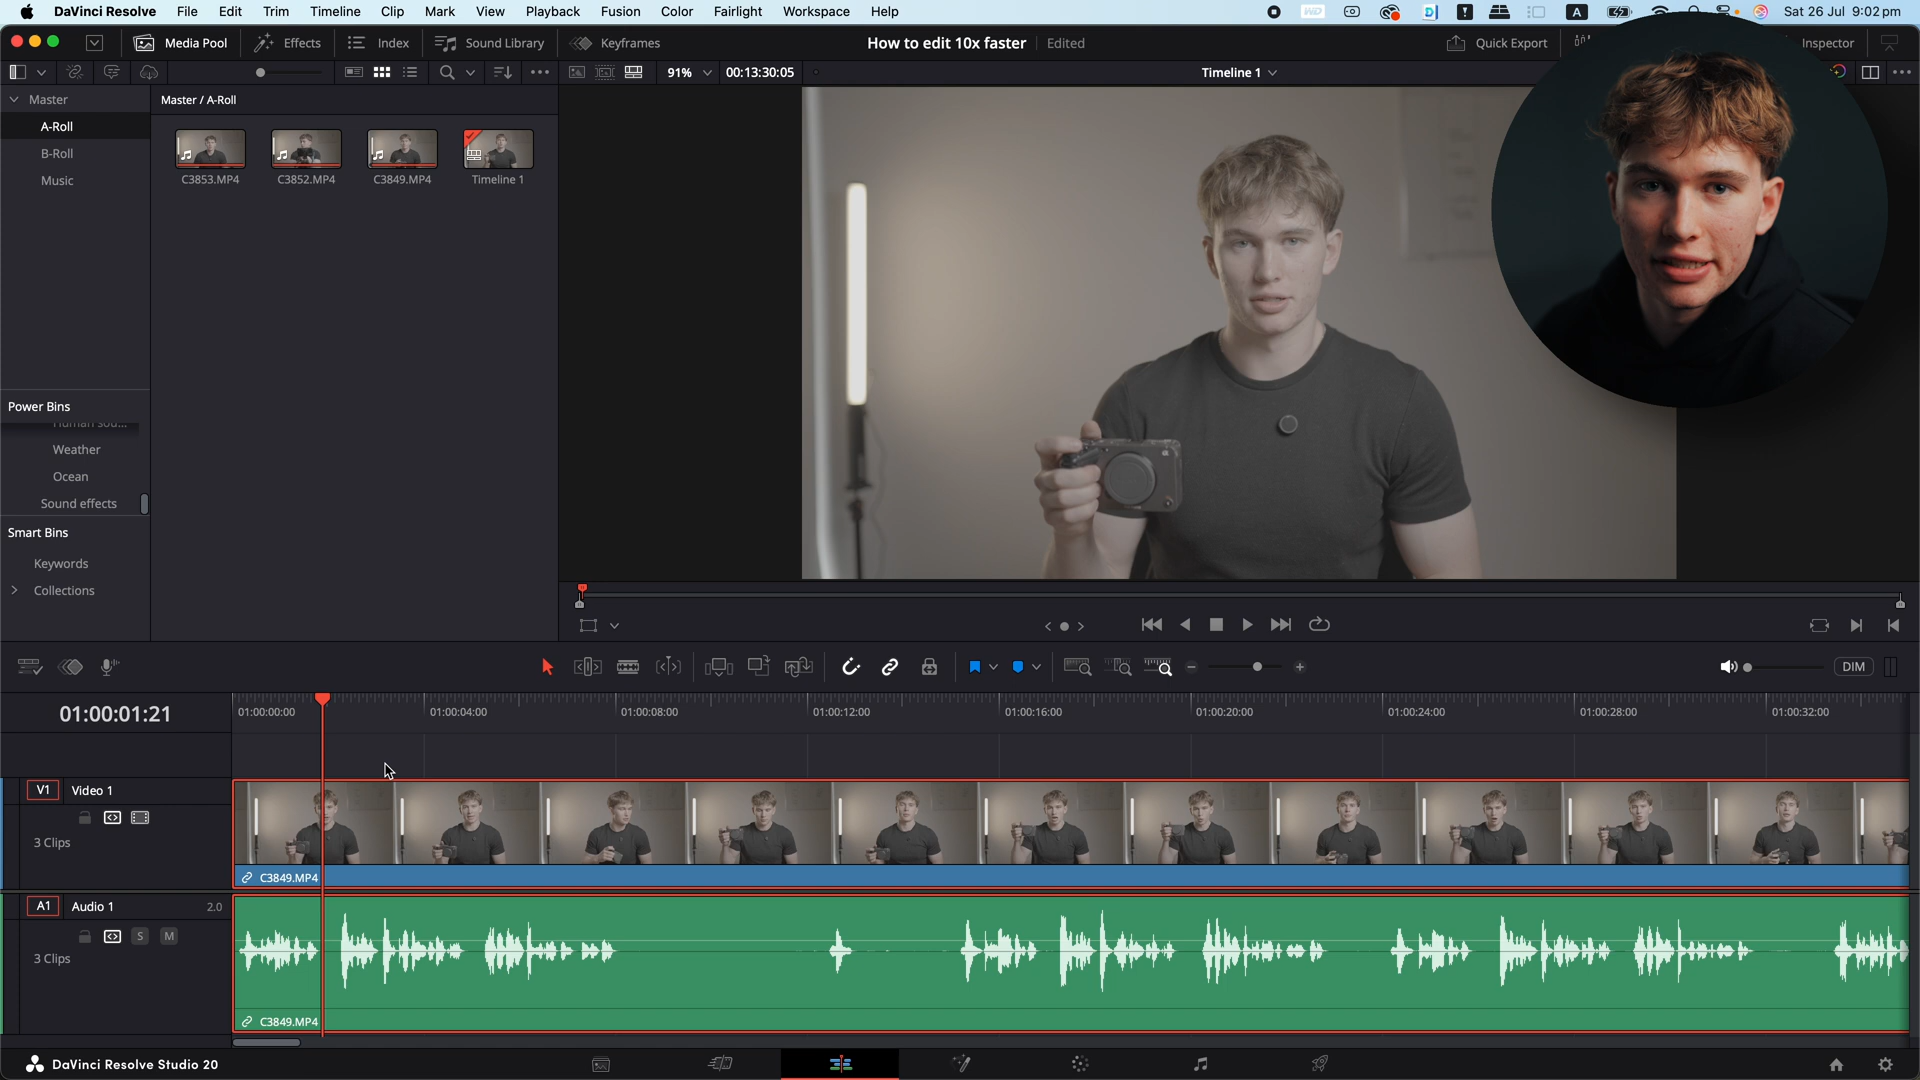 DaVinci Resolve File Edit Trim Timeline Clip Mark View Playback Fusion Color Fairlight Workspace Help
A
Sat 26 Jul 9:02 pm
Media Pool Effects Index Sound Library Keyframes
How to edit 10x faster Edited
Quick Export Inspector
91% 00:13:30:05
Timeline 1
Master
A-Roll
B-Roll
Music
Master / A-Roll
C3853.MP4 C3852.MP4 C3849.MP4 Timeline 1
Power Bins
Human sou...
Weather
Ocean
Sound effects
Smart Bins
Keywords
Collections
DIM
01:00:01:21
01:00:00:00 01:00:04:00 01:00:08:00 01:00:12:00 01:00:16:00 01:00:20:00 01:00:24:00 01:00:28:00 01:00:32:00
V1 Video 1
3 Clips
C3849.MP4
A1 Audio 1 2.0
S M
3 Clips
C3849.MP4
DaVinci Resolve Studio 20